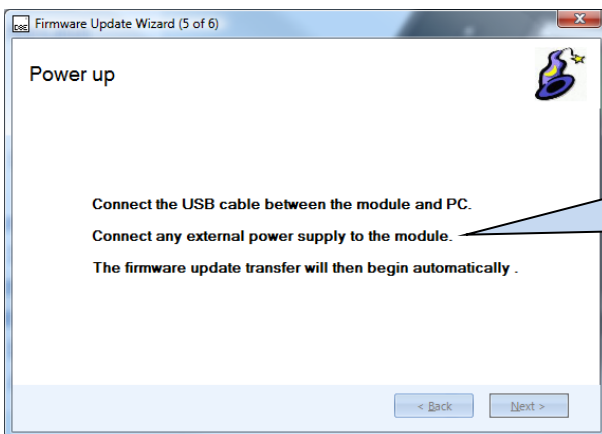 DSE Firmware Update Wizard (5 of 6)
Power up
Connect the USB cable between the module and PC.
Connect any external power supply to the module.
The firmware update transfer will then begin automatically .
< Back Next >